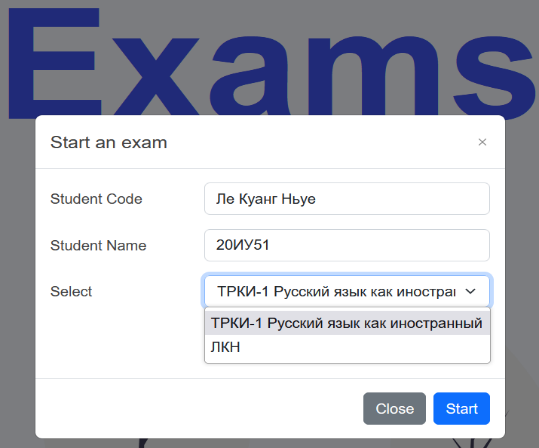 Exams
Start an exam ×
Student Code Ле Куанг Ньуе
Student Name 20ИУ51
Select ТРКИ-1 Русский язык как иностран
ТРКИ-1 Русский язык как иностранный
ЛКН
Close Start